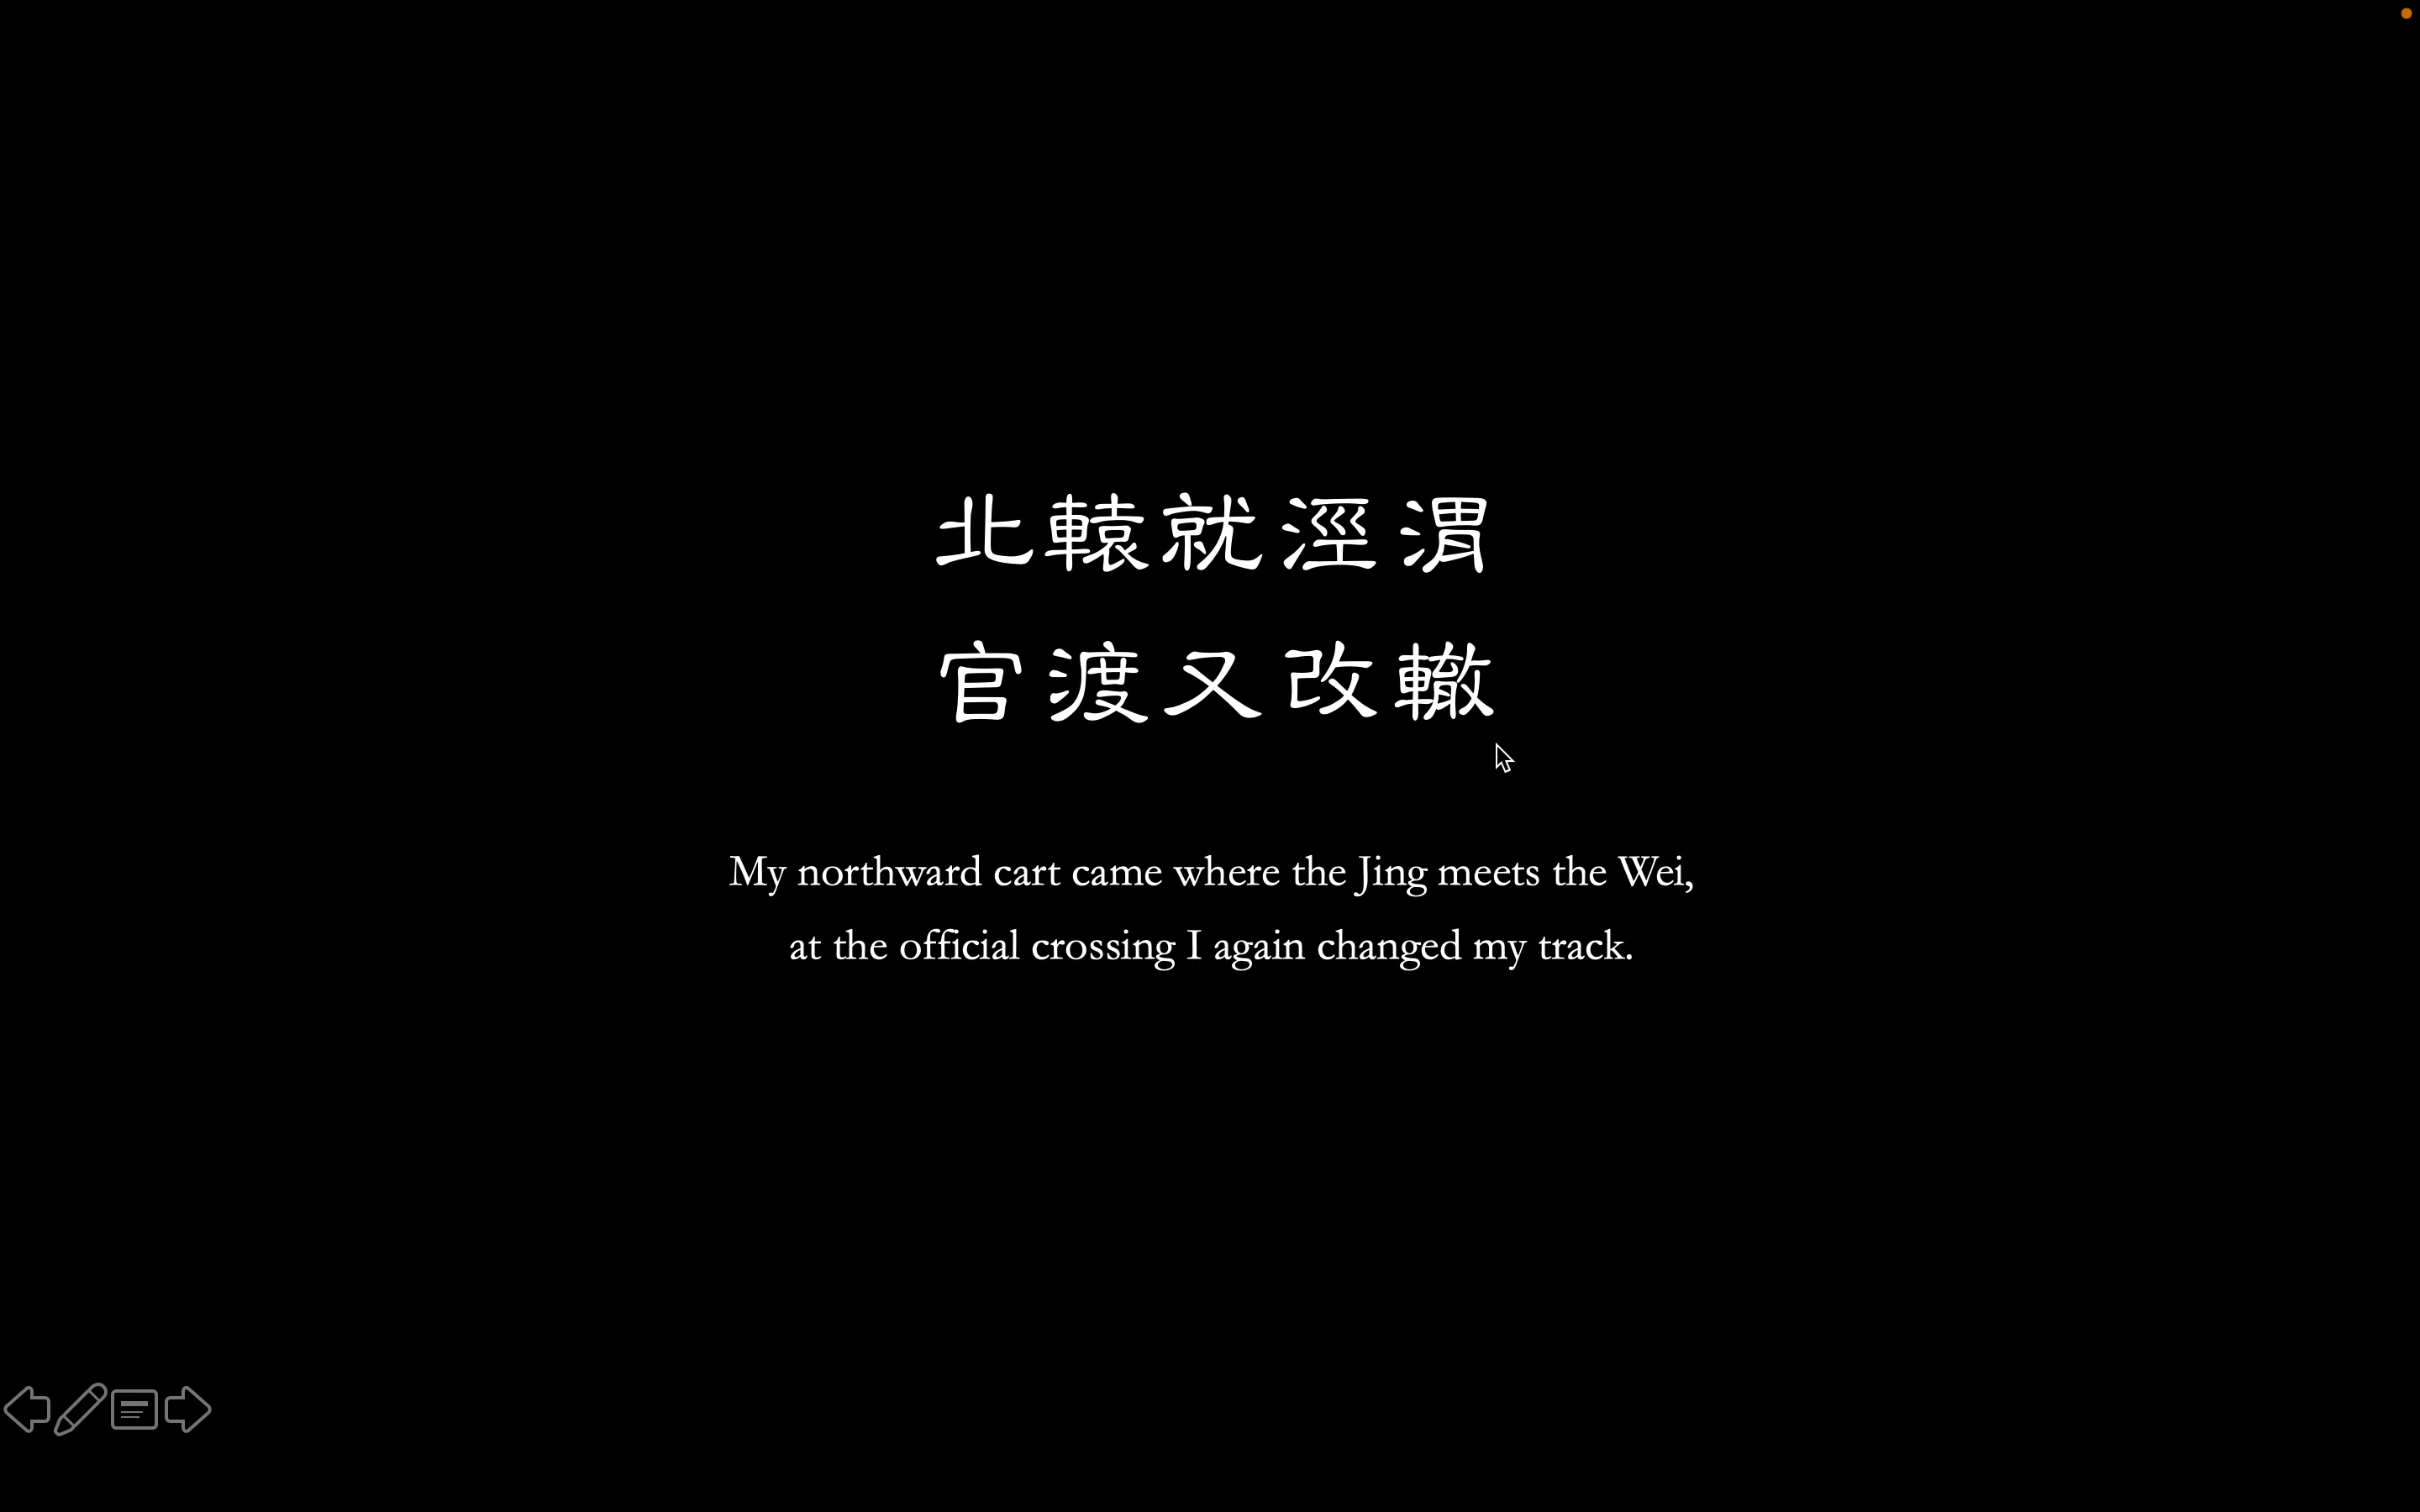 北轅就涇渭
官渡又改轍
My northward cart came where the Jing meets the Wei,
at the official crossing I again changed my track.